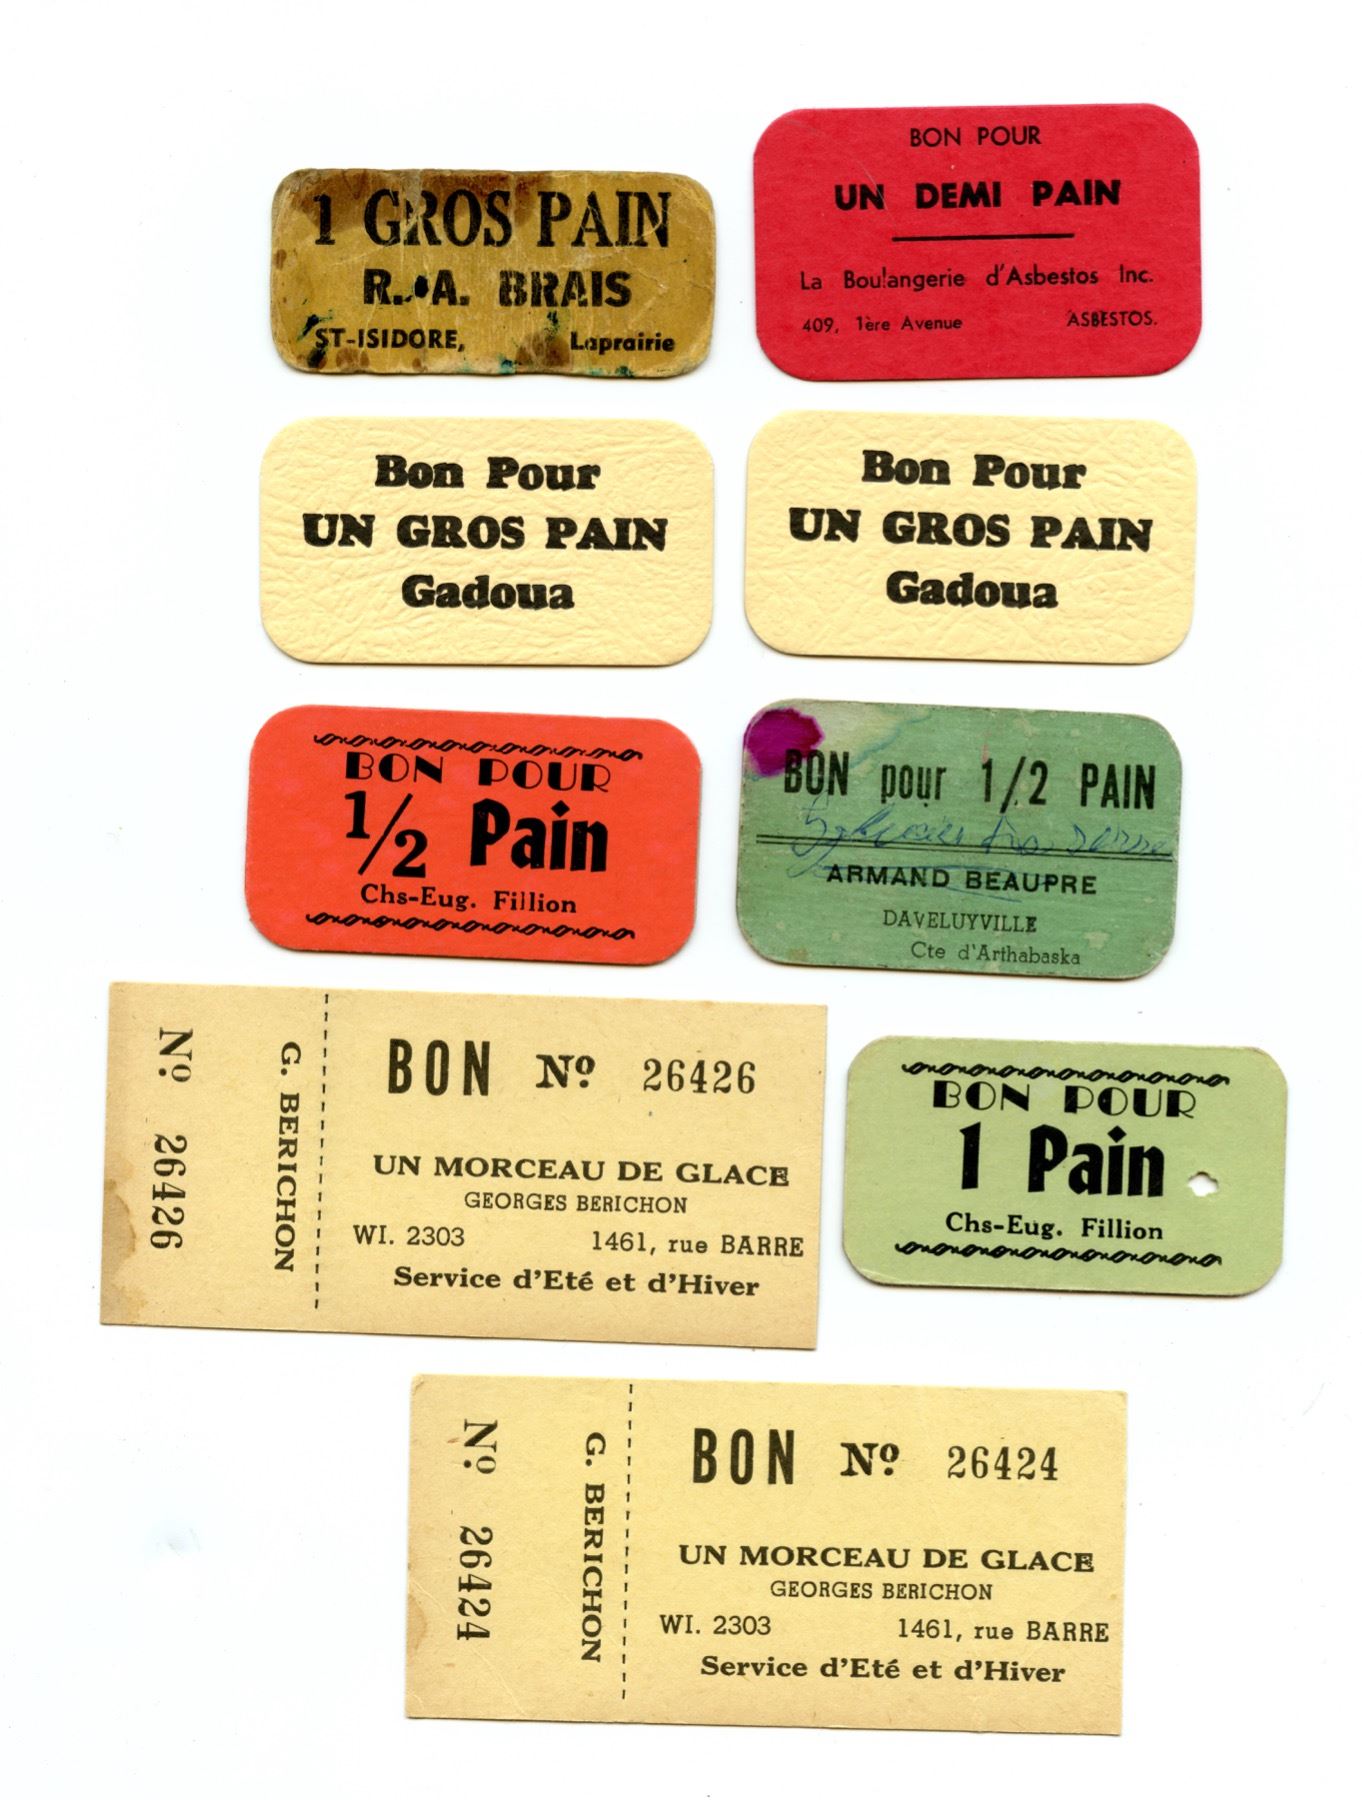 1 GROS PAIN
R. A. BRAIS
ST-ISIDORE, Laprairie
BON POUR
UN DEMI PAIN
La Boulangerie d'Asbestos Inc.
409, 1ère Avenue ASBESTOS.
Bon Pour
UN GROS PAIN
Gadoua
Bon Pour
UN GROS PAIN
Gadoua
BON POUR
1/2 Pain
Chs-Eug. Fillion
BON pour 1/2 PAIN
ARMAND BEAUPRE
DAVELUYVILLE
Cte d'Arthabaska
Nº 26426
G. BERICHON
BON Nº 26426
UN MORCEAU DE GLACE
GEORGES BERICHON
WI. 2303 1461, rue BARRE
Service d'Eté et d'Hiver
BON POUR
1 Pain
Chs-Eug. Fillion
Nº 26424
G. BERICHON
BON Nº 26424
UN MORCEAU DE GLACE
GEORGES BERICHON
WI. 2303 1461, rue BARRE
Service d'Eté et d'Hiver